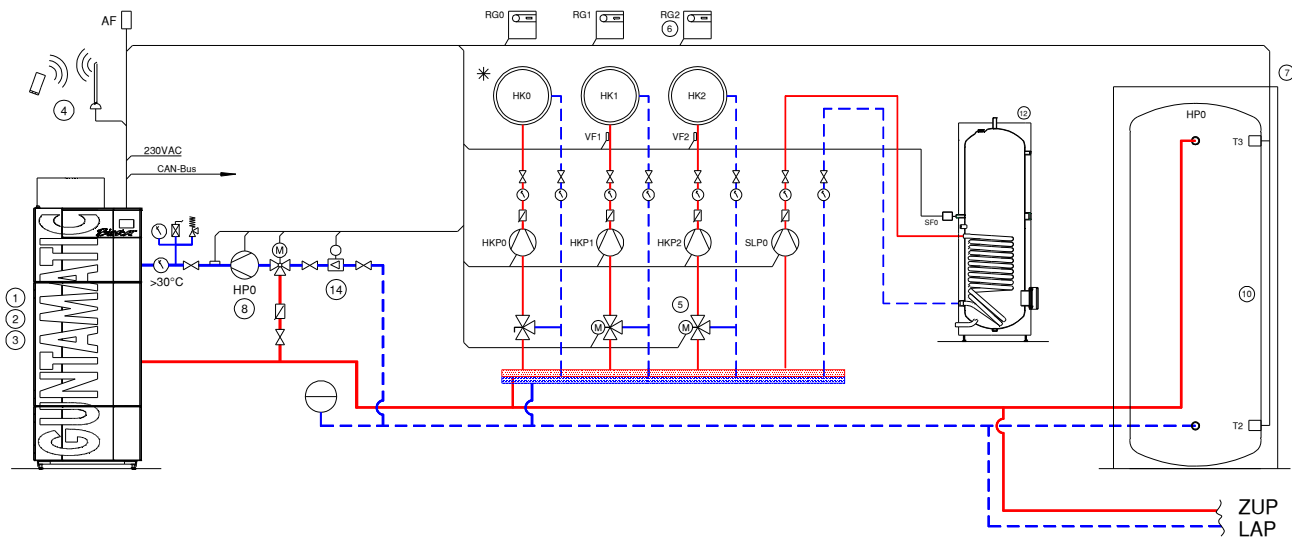 AF
RG0
RG1
RG2
6
7
4
HK0
HK1
HK2
12
HP0
VF1
VF2
T3
230VAC
CAN-Bus
SF0
M
HKP0
HKP1
HKP2
SLP0
>30°C
HP0
8
14
1
2
3
GUNTAMATIC
5
M
M
10
T2
ZUP
LAP